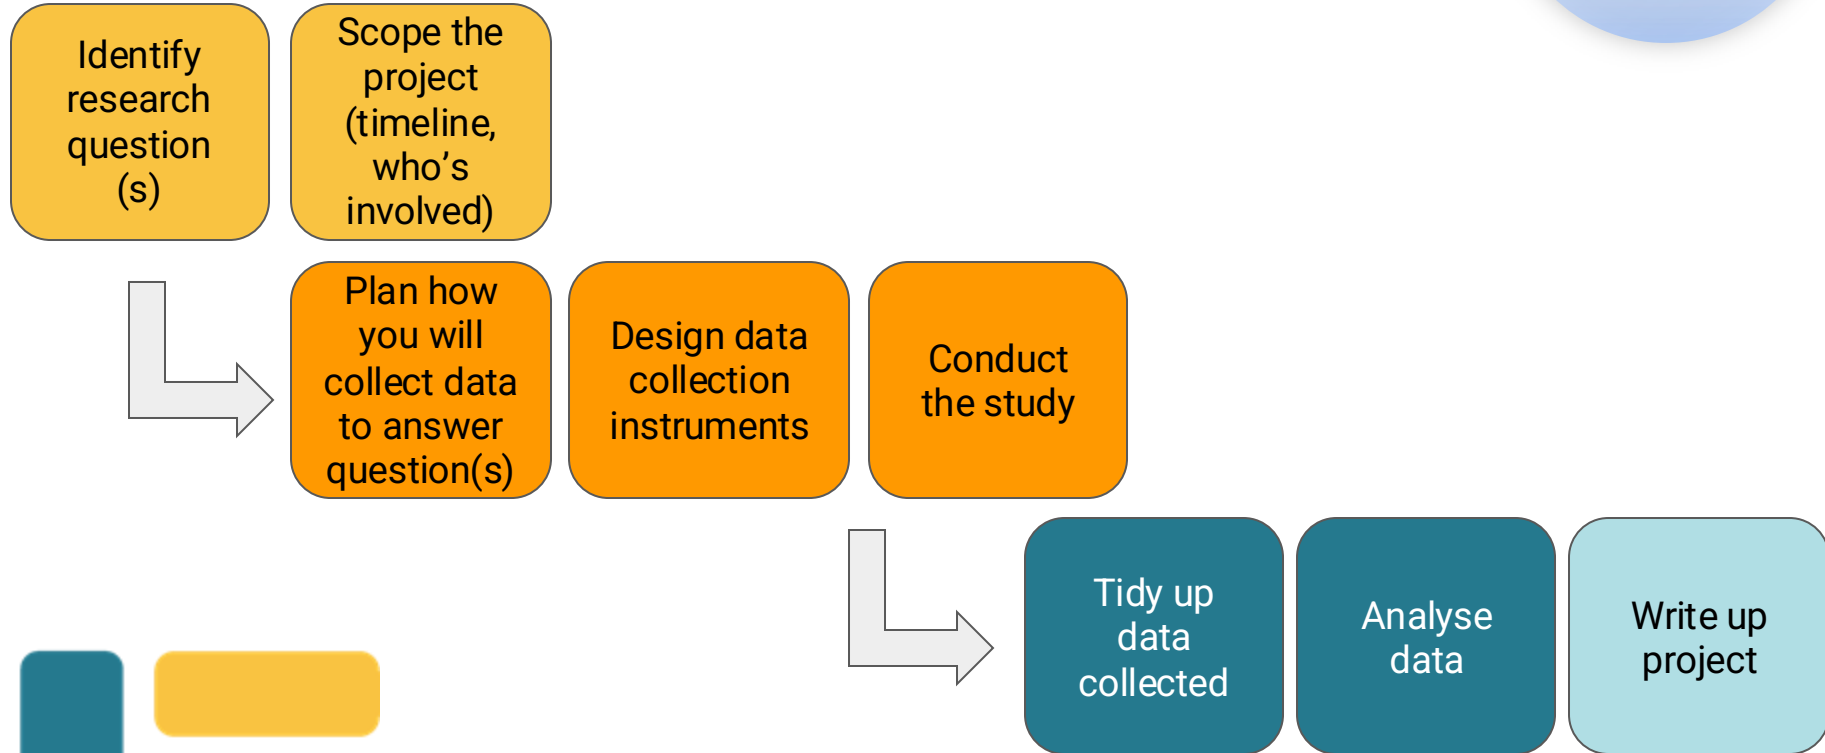 Identify
research
question
(s)
Scope the
project
(timeline,
who’s
involved)
Plan how
you will
collect data
to answer
question(s)
Design data
collection
instruments
Conduct
the study
Tidy up
data
collected
Analyse
data
Write up
project